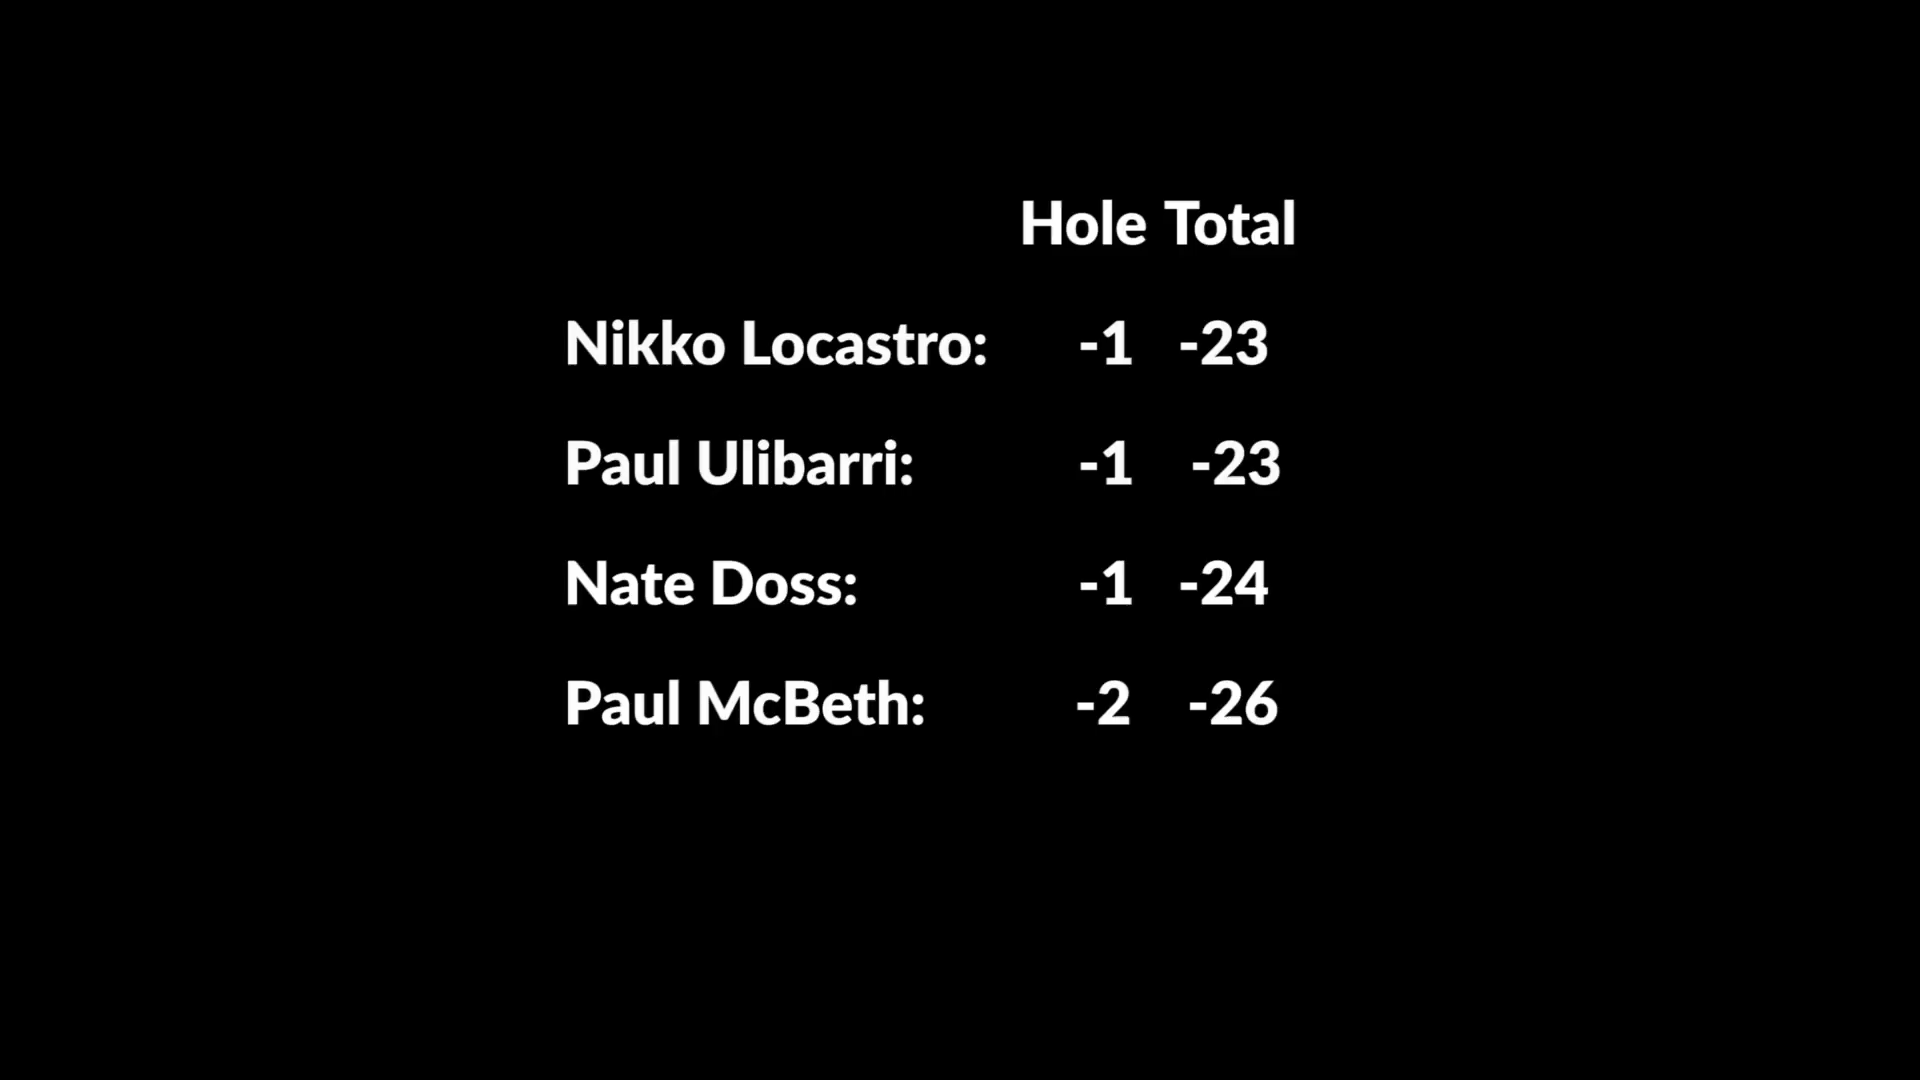 Hole Total
Nikko Locastro: -1 -23
Paul Ulibarri: -1 -23
Nate Doss: -1 -24
Paul McBeth: -2 -26